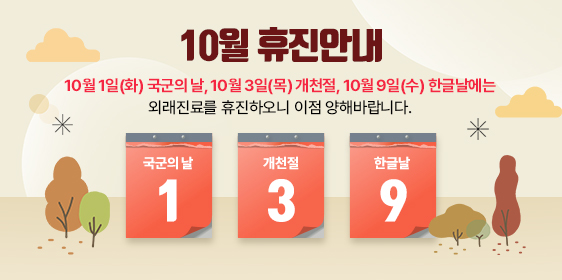 10월 휴진안내
10월 1일(화) 국군의 날, 10월 3일(목) 개천절, 10월 9일(수) 한글날에는
외래진료를 휴진하오니 이점 양해바랍니다.
국군의 날 개천절 한글날
1 3 9